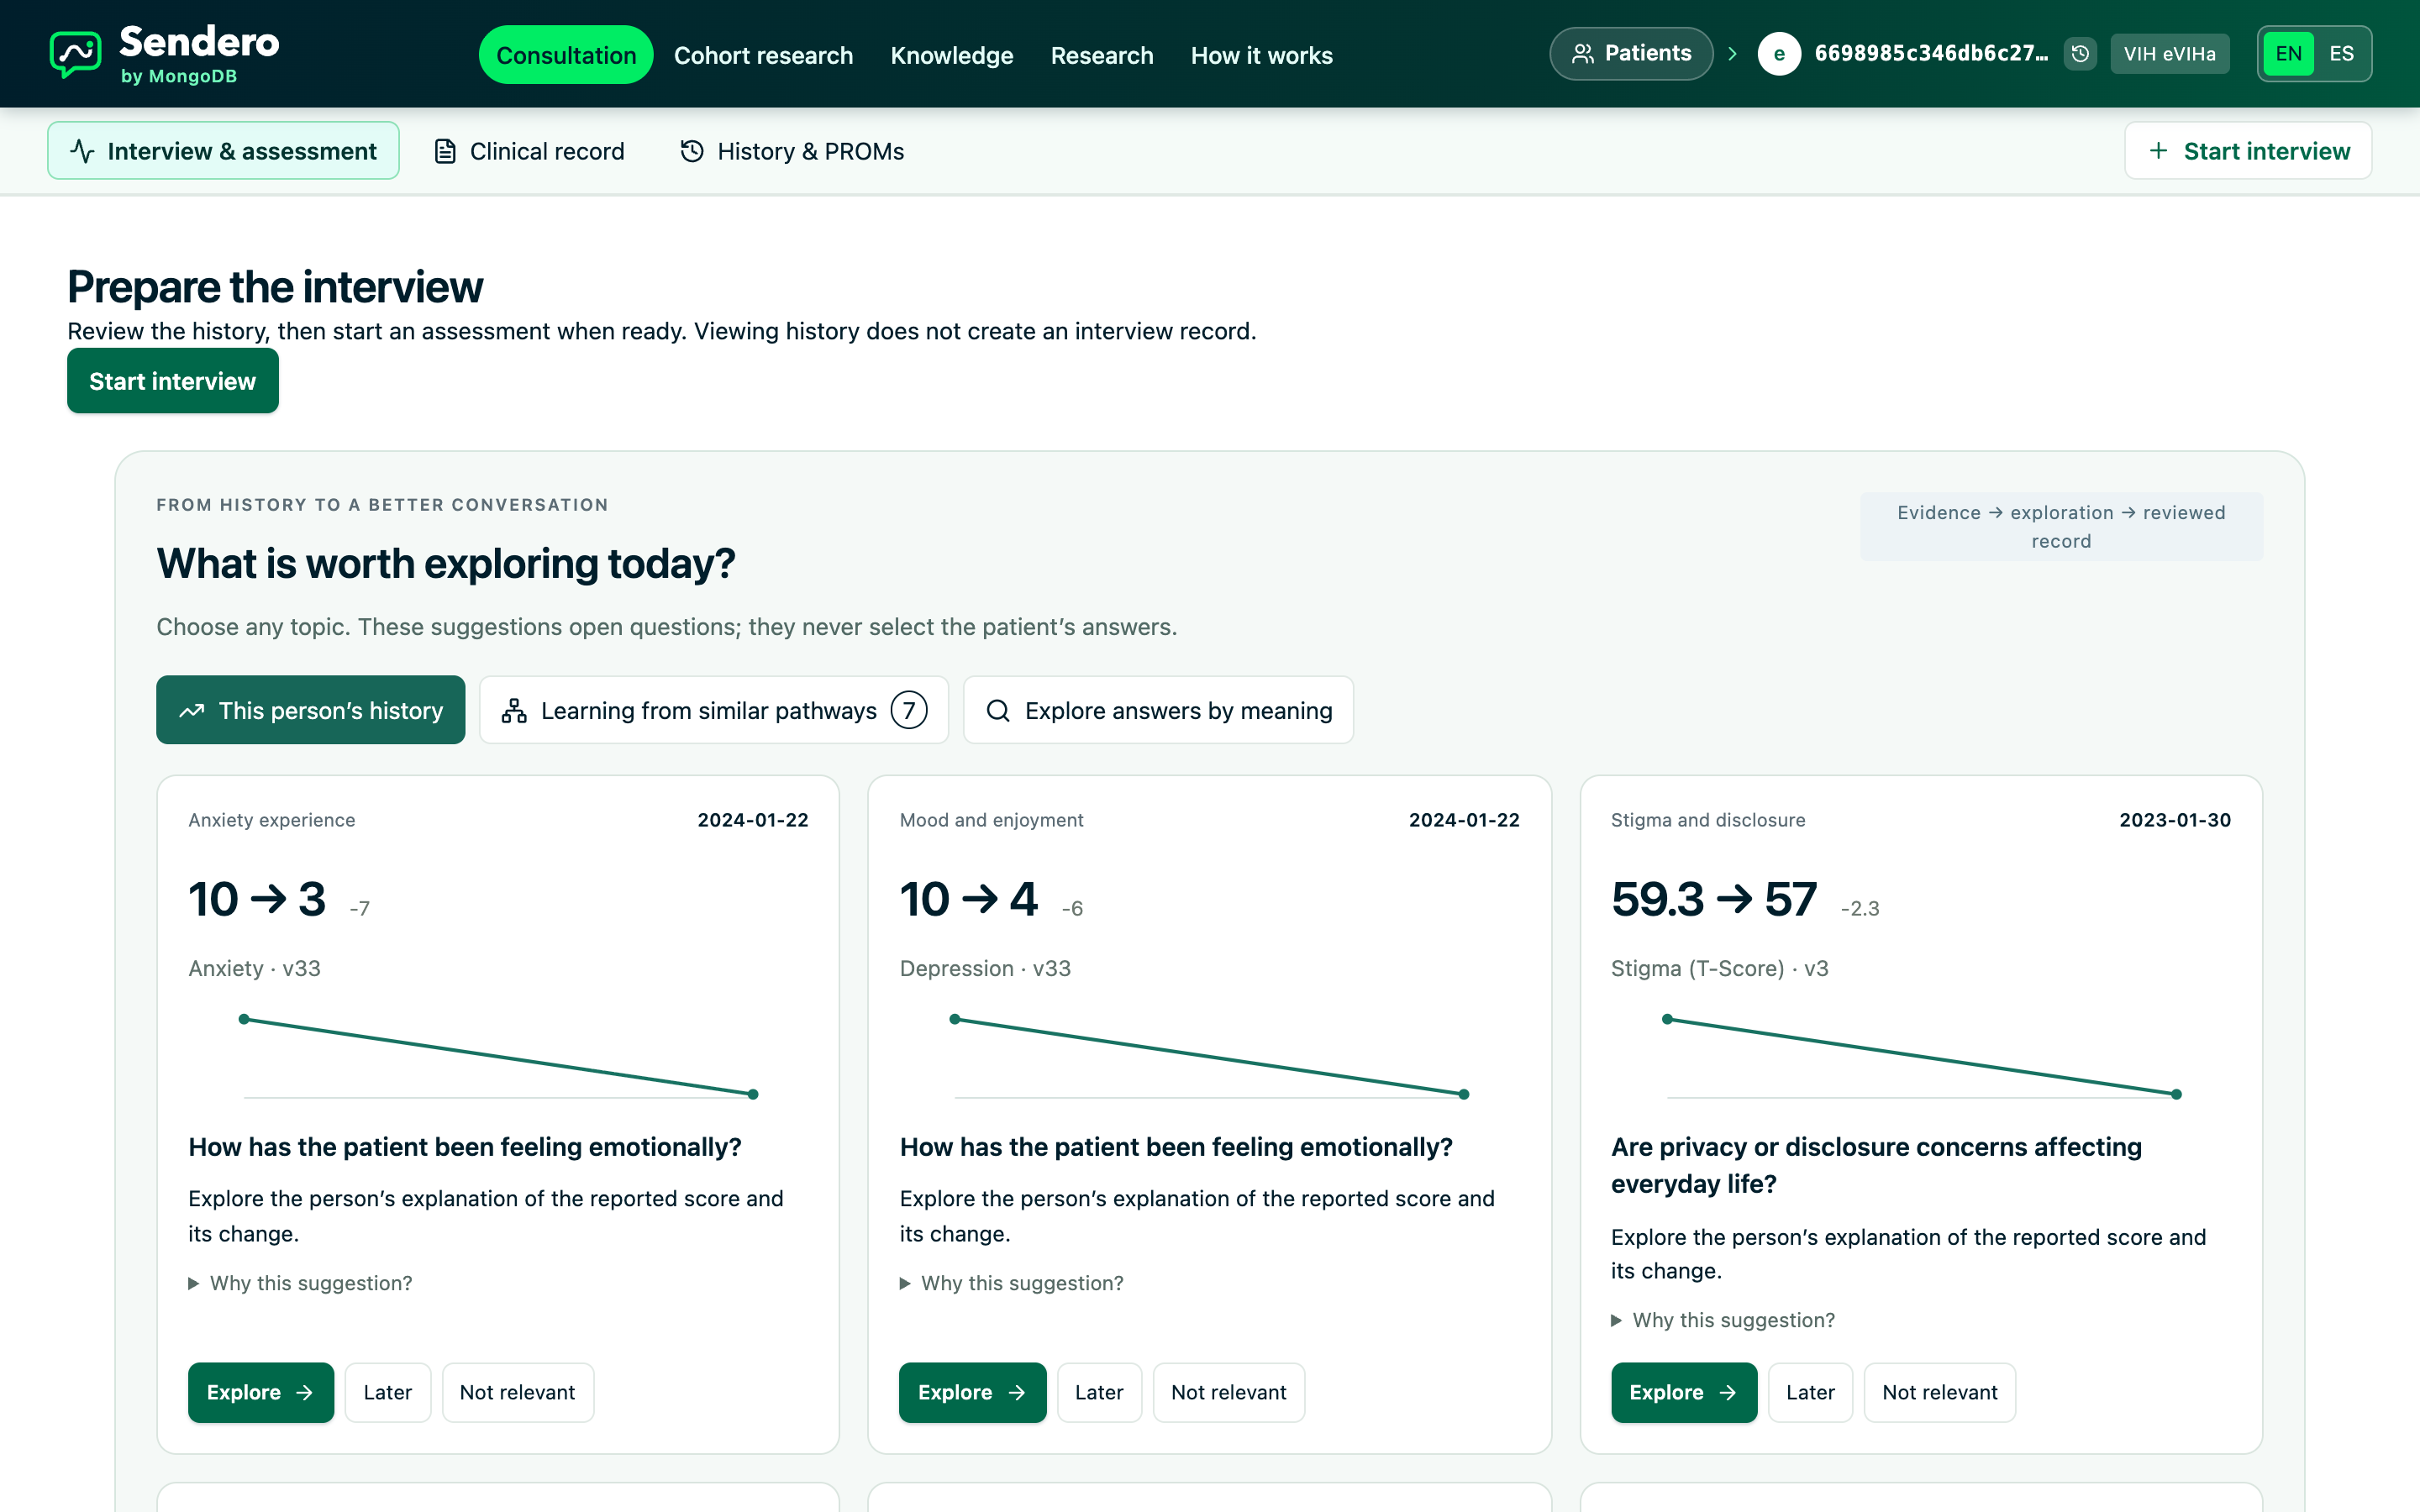 Sendero
by MongoDB
Consultation
Cohort research
Knowledge
Research
How it works
Patients
e
6698985c346db6c27…
VIH eVIHa
EN
ES
Interview & assessment
Clinical record
History & PROMs
+ Start interview
Prepare the interview
Review the history, then start an assessment when ready. Viewing history does not create an interview record.
Start interview
FROM HISTORY TO A BETTER CONVERSATION
Evidence → exploration → reviewed
record
What is worth exploring today?
Choose any topic. These suggestions open questions; they never select the patient’s answers.
This person’s history
Learning from similar pathways 7
Explore answers by meaning
Anxiety experience
2024-01-22
10 → 3 -7
Anxiety · v33
How has the patient been feeling emotionally?
Explore the person’s explanation of the reported score and
its change.
Why this suggestion?
Explore →
Later
Not relevant
Mood and enjoyment
2024-01-22
10 → 4 -6
Depression · v33
How has the patient been feeling emotionally?
Explore the person’s explanation of the reported score and
its change.
Why this suggestion?
Explore →
Later
Not relevant
Stigma and disclosure
2023-01-30
59.3 → 57 -2.3
Stigma (T-Score) · v3
Are privacy or disclosure concerns affecting
everyday life?
Explore the person’s explanation of the reported score and
its change.
Why this suggestion?
Explore →
Later
Not relevant